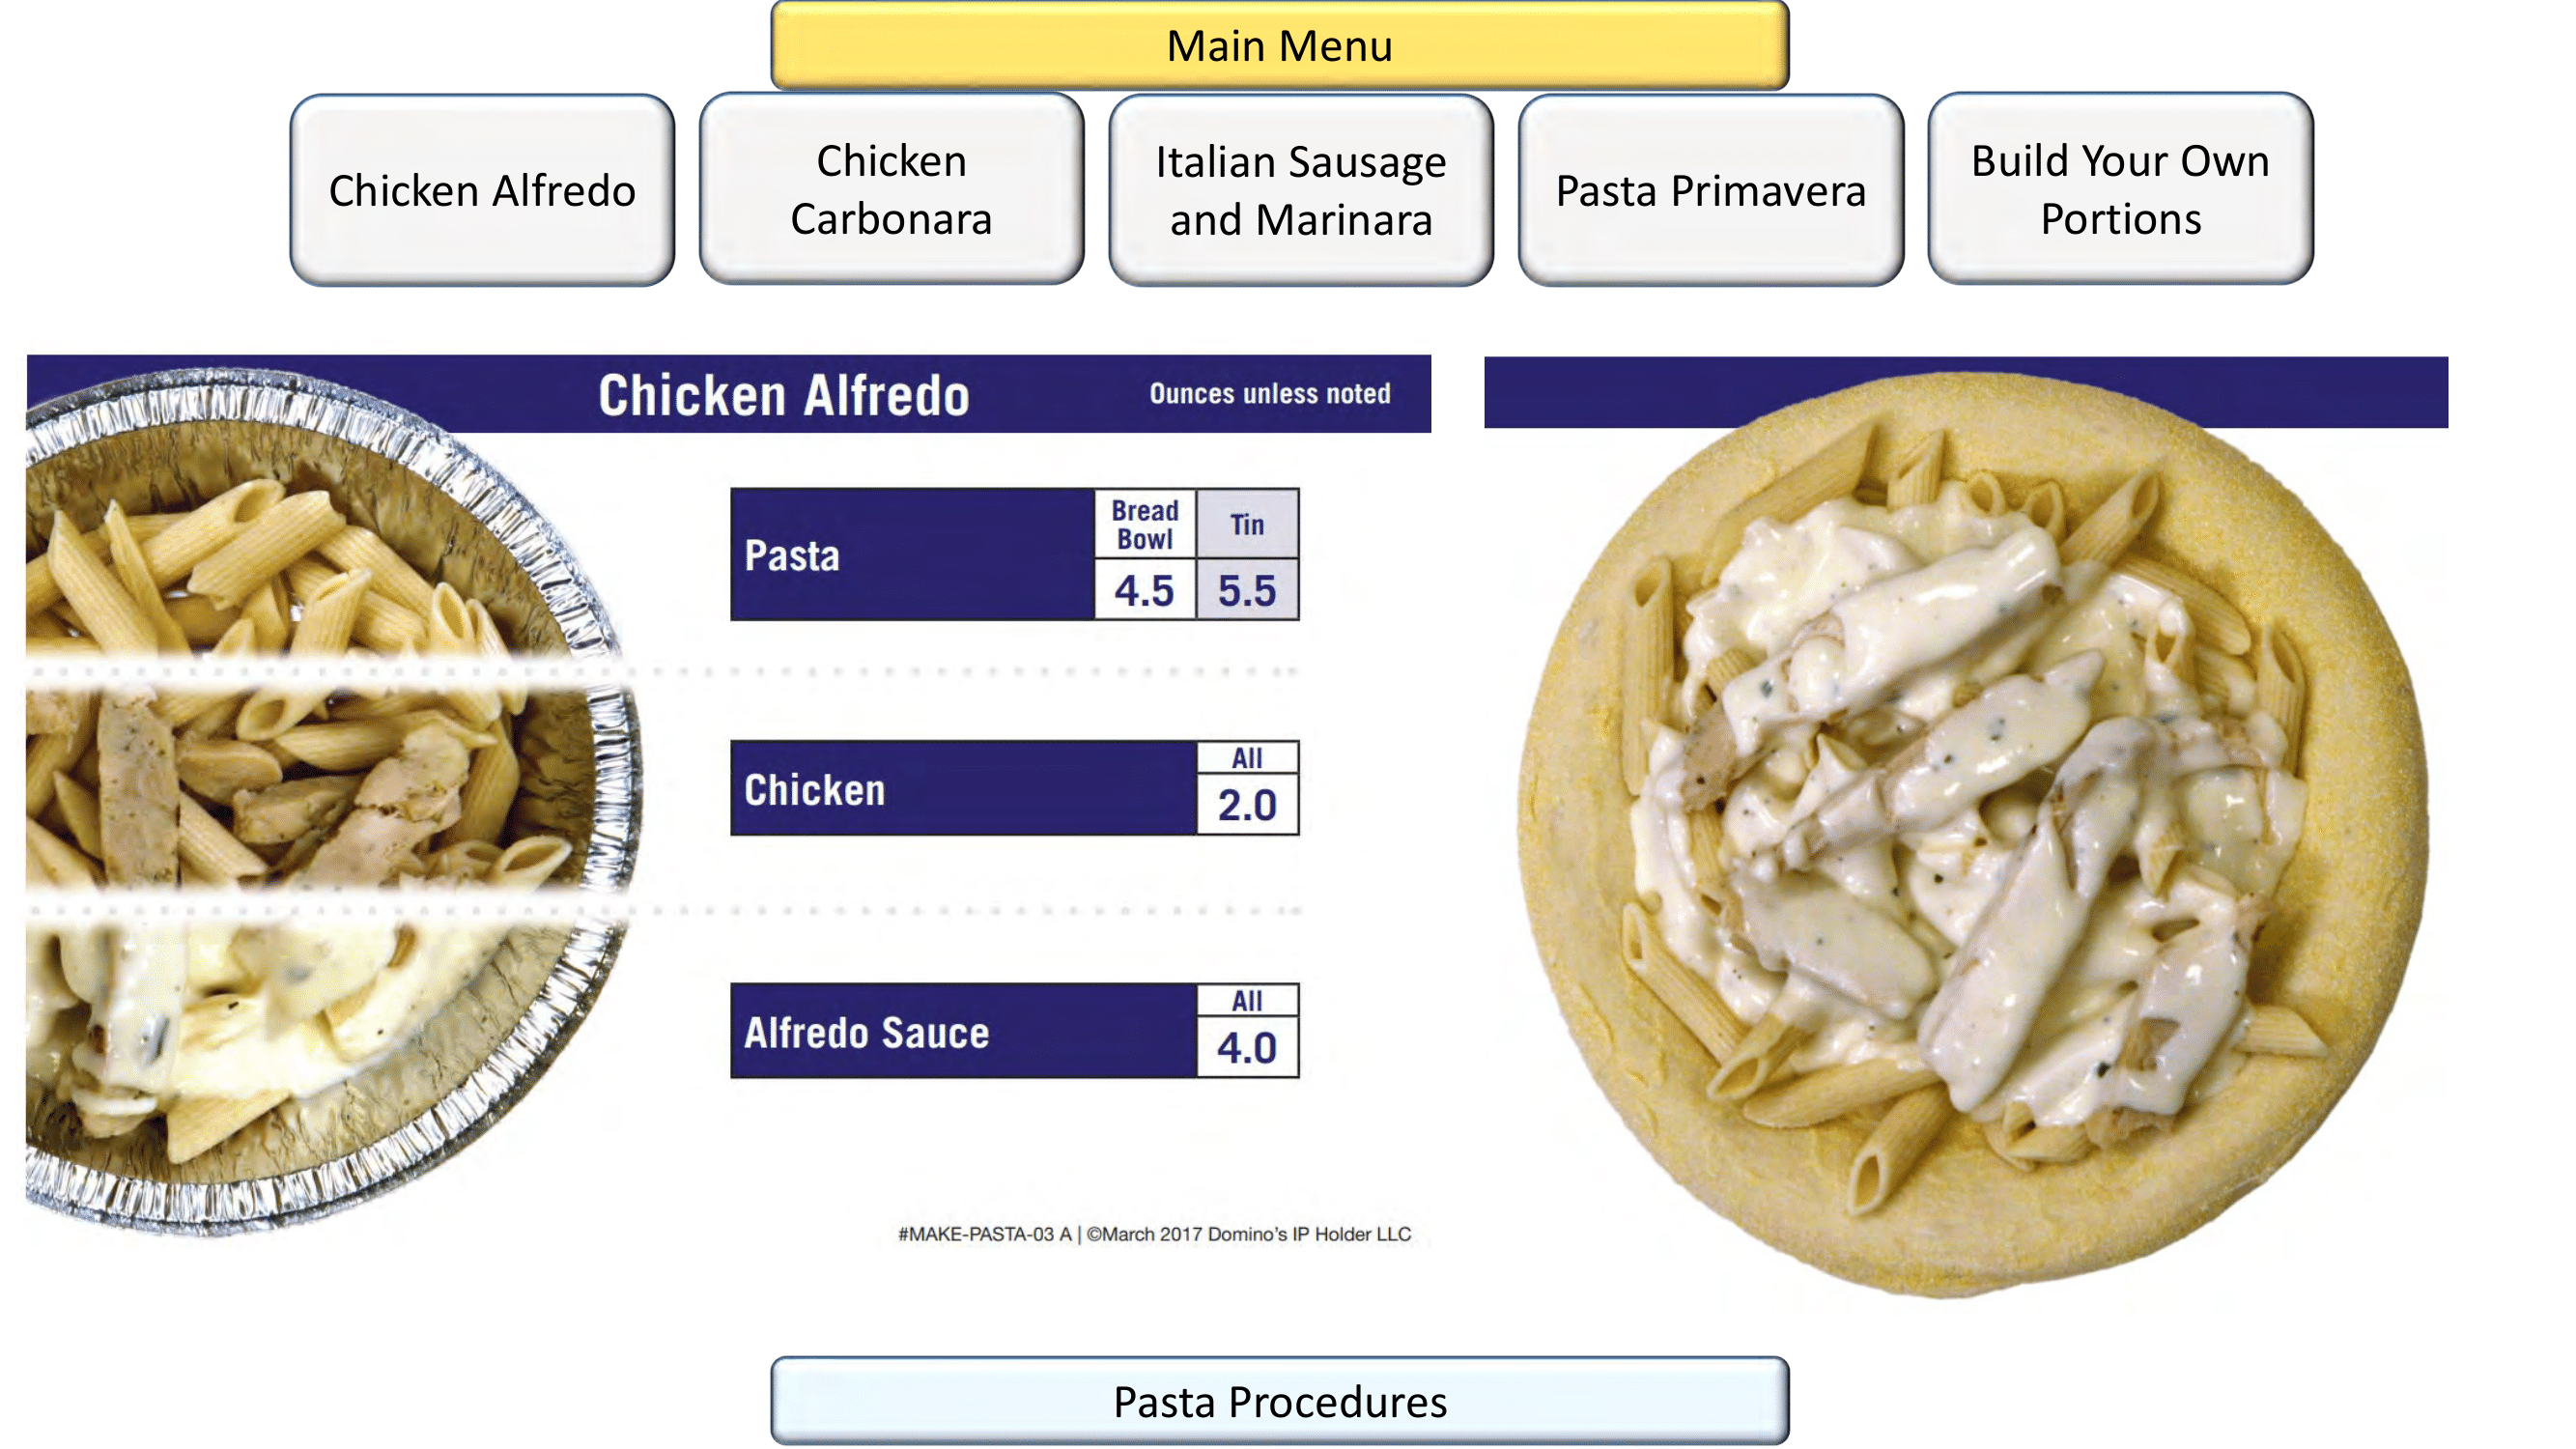 Main Menu
Chicken Alfredo
Chicken
Carbonara
Italian Sausage
and Marinara
Pasta Primavera
Build Your Own
Portions
Chicken Alfredo
Ounces unless noted
Pasta
Bread
Bowl
Tin
4.5
5.5
Chicken
All
2.0
Alfredo Sauce
All
4.0
#MAKE-PASTA-03 A | ©March 2017 Domino’s IP Holder LLC
Pasta Procedures